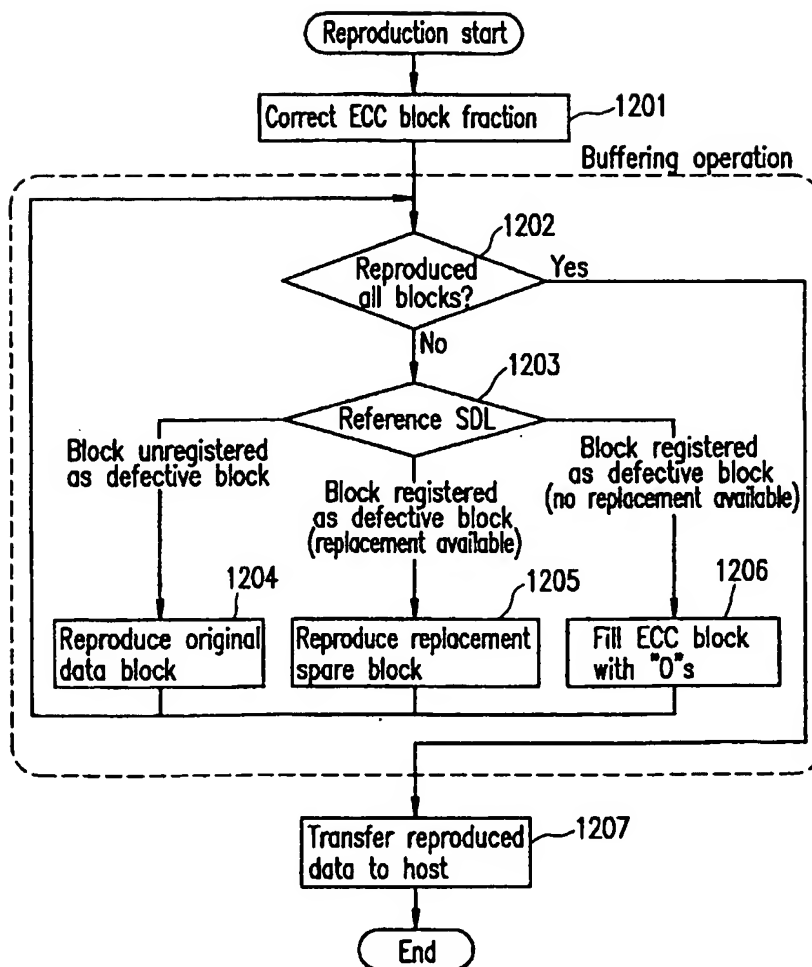 Reproduction start
Correct ECC block fraction
1201
Buffering operation
1202
Reproduced
all blocks?
Yes
No
1203
Reference SDL
Block unregistered
as defective block
Block registered
as defective block
(replacement available)
Block registered
as defective block
(no replacement available)
1204
Reproduce original
data block
1205
Reproduce replacement
spare block
1206
Fill ECC block
with "0"s
1207
Transfer reproduced
data to host
End